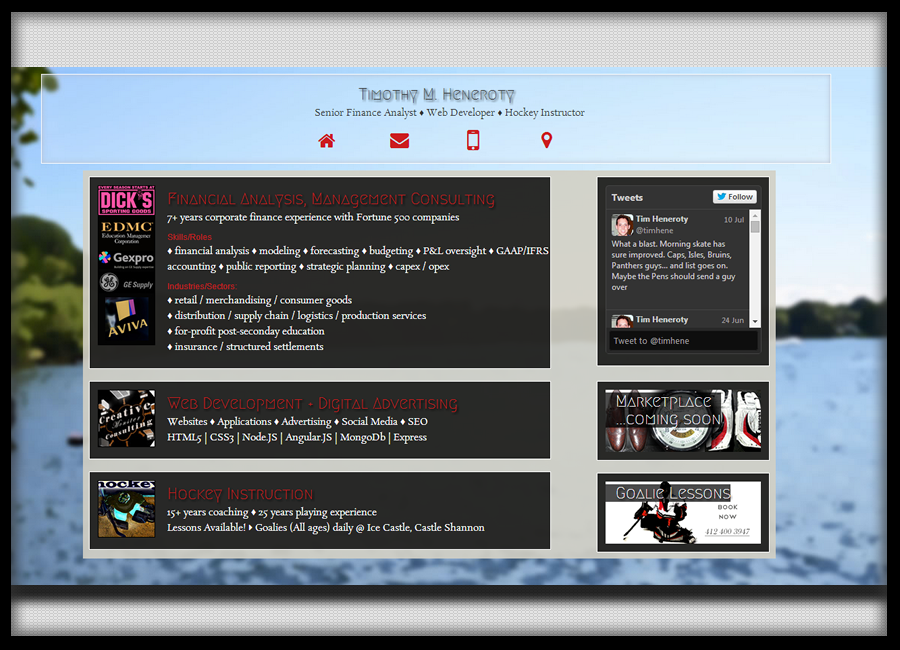 Timothy M. Heneroty
Senior Finance Analyst ♦ Web Developer ♦ Hockey Instructor
EVERY SEASON STARTS AT
DICK'S
SPORTING GOODS
EDMC
Education Management
Corporation
Gexpro
GE Supply
AVIVA
Financial Analysis, Management Consulting
7+ years corporate finance experience with Fortune 500 companies
Skills/Roles
♦ financial analysis ♦ modeling ♦ forecasting ♦ budgeting ♦ P&L oversight ♦ GAAP/IFRS
accounting ♦ public reporting ♦ strategic planning ♦ capex / opex
Industries/Sectors:
♦ retail / merchandising / consumer goods
♦ distribution / supply chain / logistics / production services
♦ for-profit post-seconday education
♦ insurance / structured settlements
Creative
Consulting
Web Development + Digital Advertising
Websites ♦ Applications ♦ Advertising ♦ Social Media ♦ SEO
HTML5 | CSS3 | Node.JS | Angular.JS | MongoDb | Express
hockey
Hockey Instruction
15+ years coaching ♦ 25 years playing experience
Lessons Available! ▸ Goalies (All ages) daily @ Ice Castle, Castle Shannon
Tweets
Follow
Tim Heneroty 10 Jul
@timhene
What a blast. Morning skate has
sure improved. Caps, Isles, Bruins,
Panthers guys... and list goes on.
Maybe the Pens should send a guy
over
Tim Heneroty 24 Jun
Tweet to @timhene
Marketplace
...coming soon
Goalie Lessons
BOOK
NOW
412 400 3947